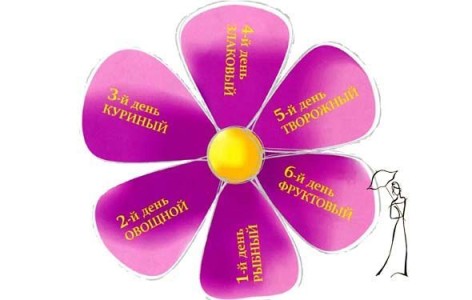 1-й день
РЫБНЫЙ
2-й день
ОВОЩНОЙ
3-й день
КУРИНЫЙ
4-й день
ЗЛАКОВЫЙ
5-й день
ТВОРОЖНЫЙ
6-й день
ФРУКТОВЫЙ